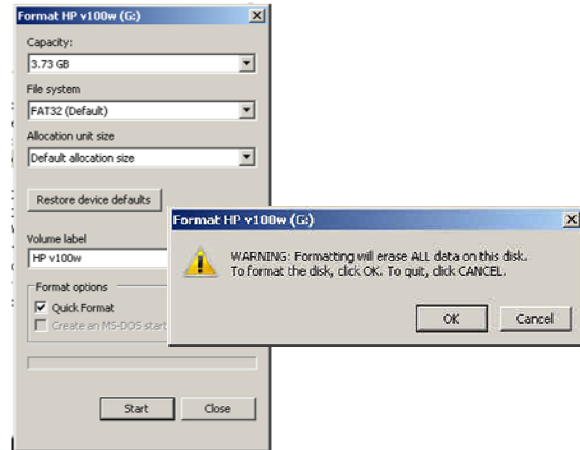 Format HP v100w (G:)
Capacity:
3.73 GB
File system
FAT32 (Default)
Allocation unit size
Default allocation size
Restore device defaults
Volume label
HP v100w
Format options
Quick Format
Create an MS-DOS start
Start
Close
Format HP v100w (G:)
WARNING: Formatting will erase ALL data on this disk.
To format the disk, click OK. To quit, click CANCEL.
OK
Cancel